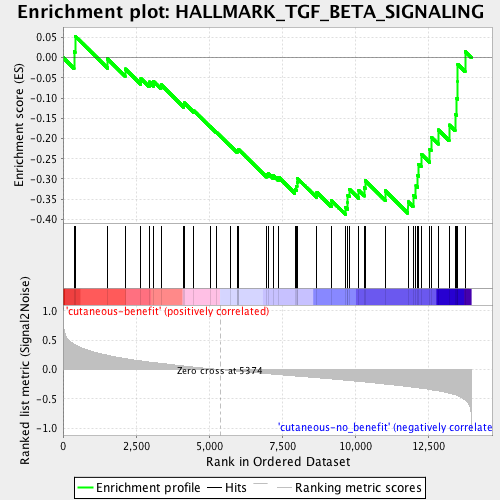 Enrichment plot: HALLMARK_TGF_BETA_SIGNALING
Enrichment score (ES)
0.05
0.00
-0.05
-0.10
-0.15
-0.20
-0.25
-0.30
-0.35
-0.40
Ranked list metric (Signal2Noise)
1.0
0.5
0.0
-0.5
-1.0
'cutaneous-benefit' (positively correlated)
Zero cross at 5374
'cutaneous-no_benefit' (negatively correlate
0
2,500
5,000
7,500
10,000
12,500
Rank in Ordered Dataset
Enrichment profile
Hits
Ranking metric scores